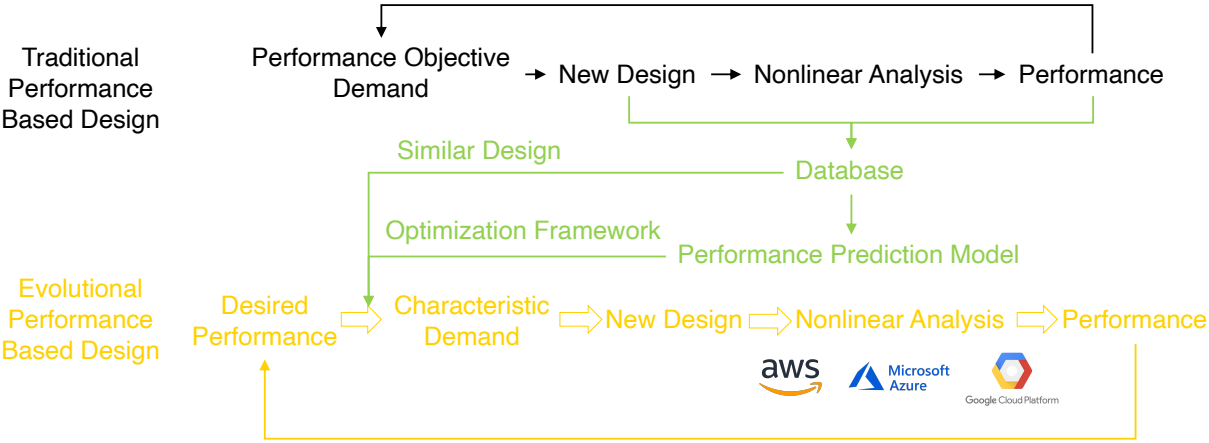 Traditional
Performance
Based Design
Performance Objective
Demand
New Design
Nonlinear Analysis
Performance
Similar Design
Database
Optimization Framework
Performance Prediction Model
Evolutional
Performance
Based Design
Desired
Performance
Characteristic
Demand
New Design
Nonlinear Analysis
Performance
aws
Microsoft
Azure
Google Cloud Platform